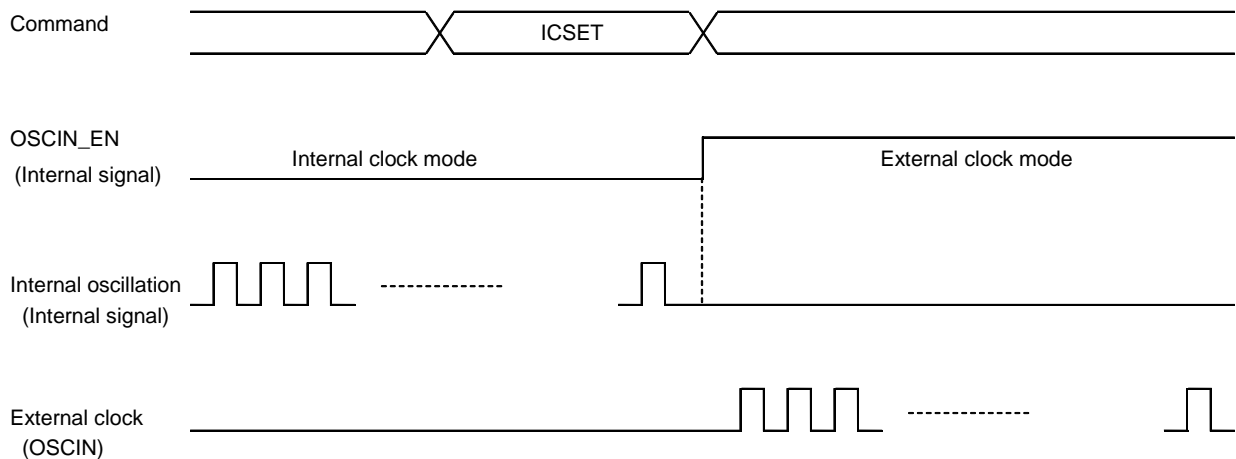 Command
ICSET
OSCIN_EN
(Internal signal)
Internal clock mode
External clock mode
Internal oscillation
(Internal signal)
External clock
(OSCIN)